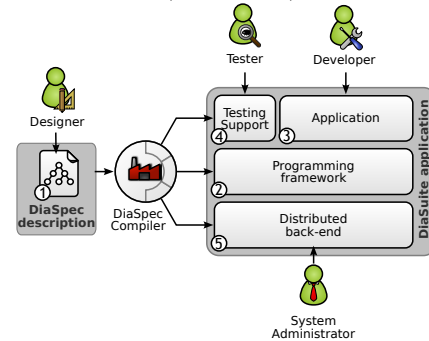 Tester
Developer
Designer
Testing
Support
4
Application
3
1
DiaSpec
description
DiaSpec
Compiler
Programming
framework
2
Distributed
back-end
5
DiaSuite application
System
Administrator